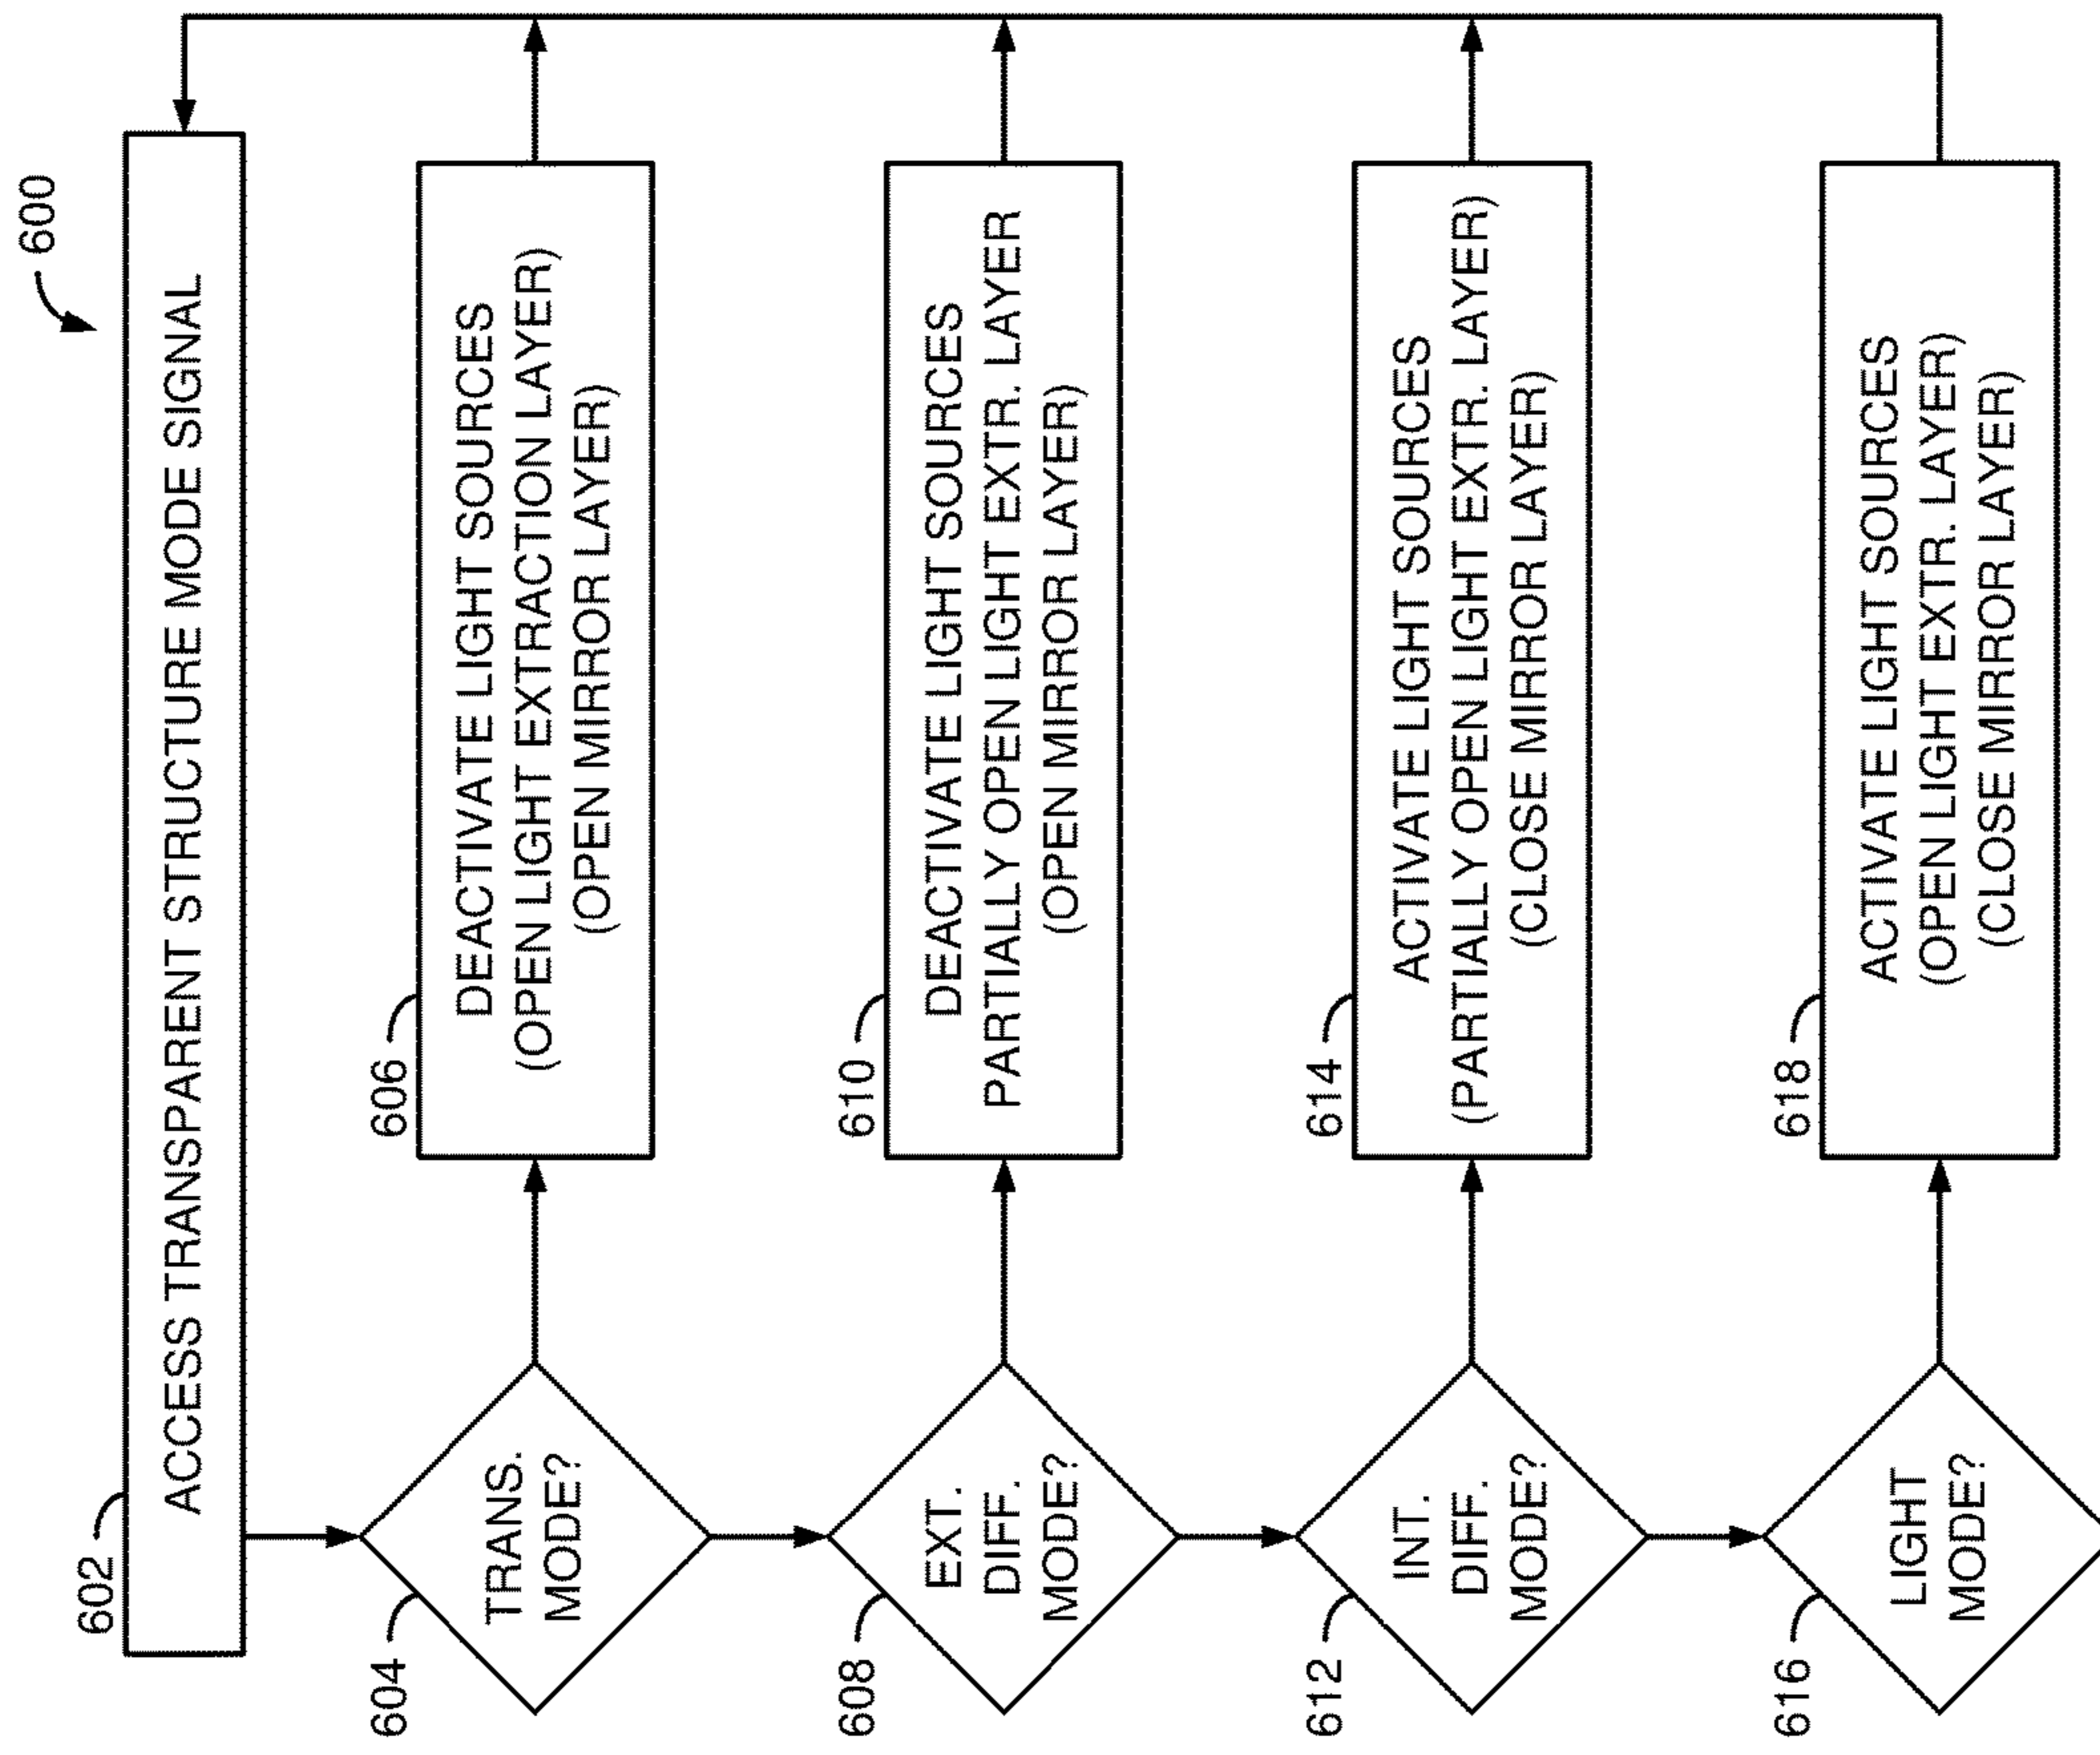 600
602
ACCESS TRANSPARENT STRUCTURE MODE SIGNAL
604
TRANS.
MODE?
606
DEACTIVATE LIGHT SOURCES
(OPEN LIGHT EXTRACTION LAYER)
(OPEN MIRROR LAYER)
608
EXT.
DIFF.
MODE?
610
DEACTIVATE LIGHT SOURCES
PARTIALLY OPEN LIGHT EXTR. LAYER
(OPEN MIRROR LAYER)
612
INT.
DIFF.
MODE?
614
ACTIVATE LIGHT SOURCES
(PARTIALLY OPEN LIGHT EXTR. LAYER)
(CLOSE MIRROR LAYER)
616
LIGHT
MODE?
618
ACTIVATE LIGHT SOURCES
(OPEN LIGHT EXTR. LAYER)
(CLOSE MIRROR LAYER)